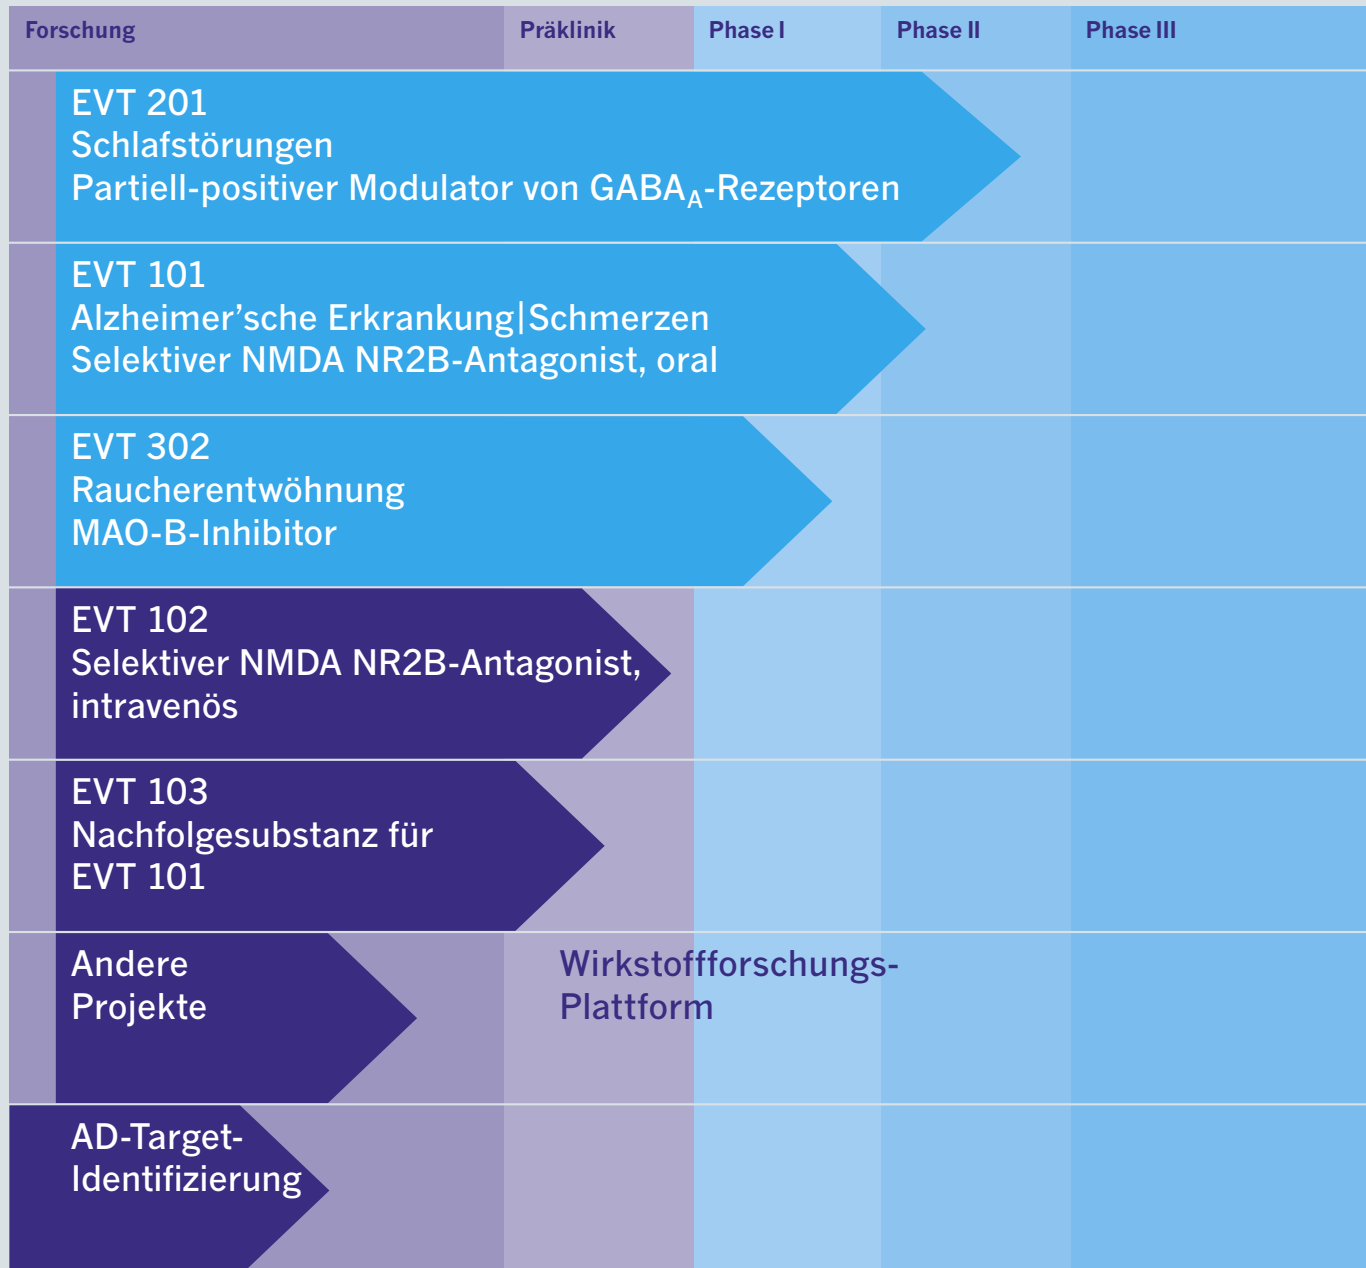 Forschung Präklinik Phase I Phase II Phase III
EVT 201
Schlafstörungen
Partiell-positiver Modulator von GABA_A-Rezeptoren
EVT 101
Alzheimer’sche Erkrankung|Schmerzen
Selektiver NMDA NR2B-Antagonist, oral
EVT 302
Raucherentwöhnung
MAO-B-Inhibitor
EVT 102
Selektiver NMDA NR2B-Antagonist,
intravenös
EVT 103
Nachfolgesubstanz für
EVT 101
Andere
Projekte
Wirkstoffforschungs-
Plattform
AD-Target-
Identifizierung